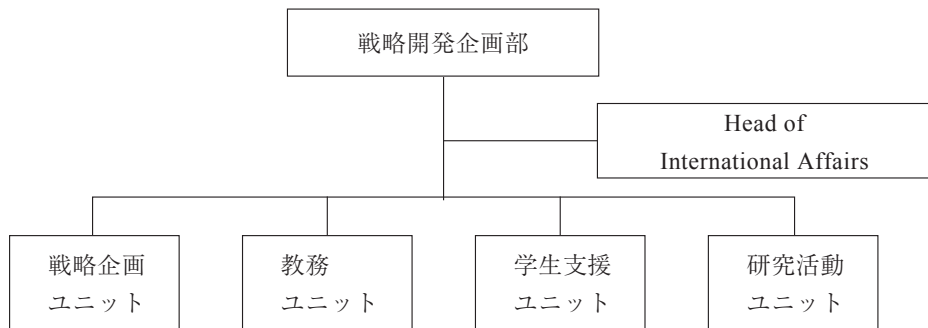 戦略開発企画部
Head of
International Affairs
戦略企画
ユニット
教務
ユニット
学生支援
ユニット
研究活動
ユニット